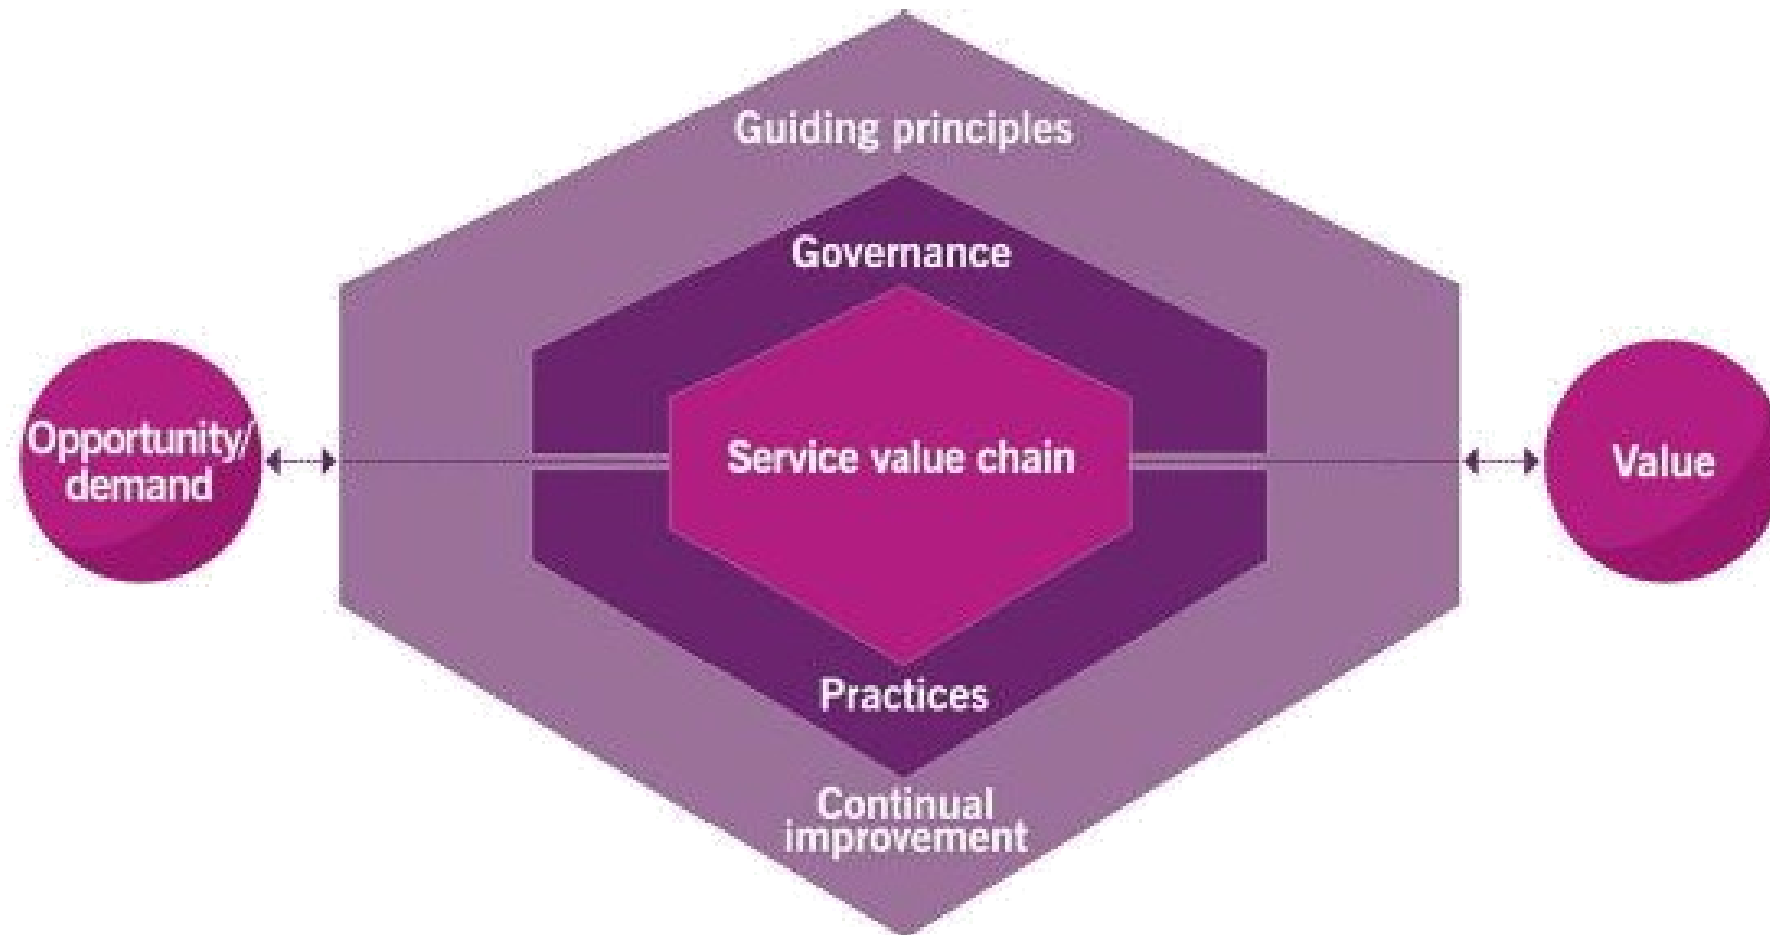 Guiding principles
Governance
Opportunity/
demand
Service value chain
Value
Practices
Continual
improvement